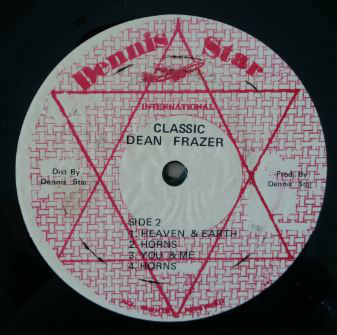 Dennis Star
INTERNATIONAL
CLASSIC
DEAN FRAZER
Dist By
Dennis Star
Prod. By
Dennis Star
SIDE 2
1. HEAVEN & EARTH
2. HORNS
3. YOU & ME
4. HORNS